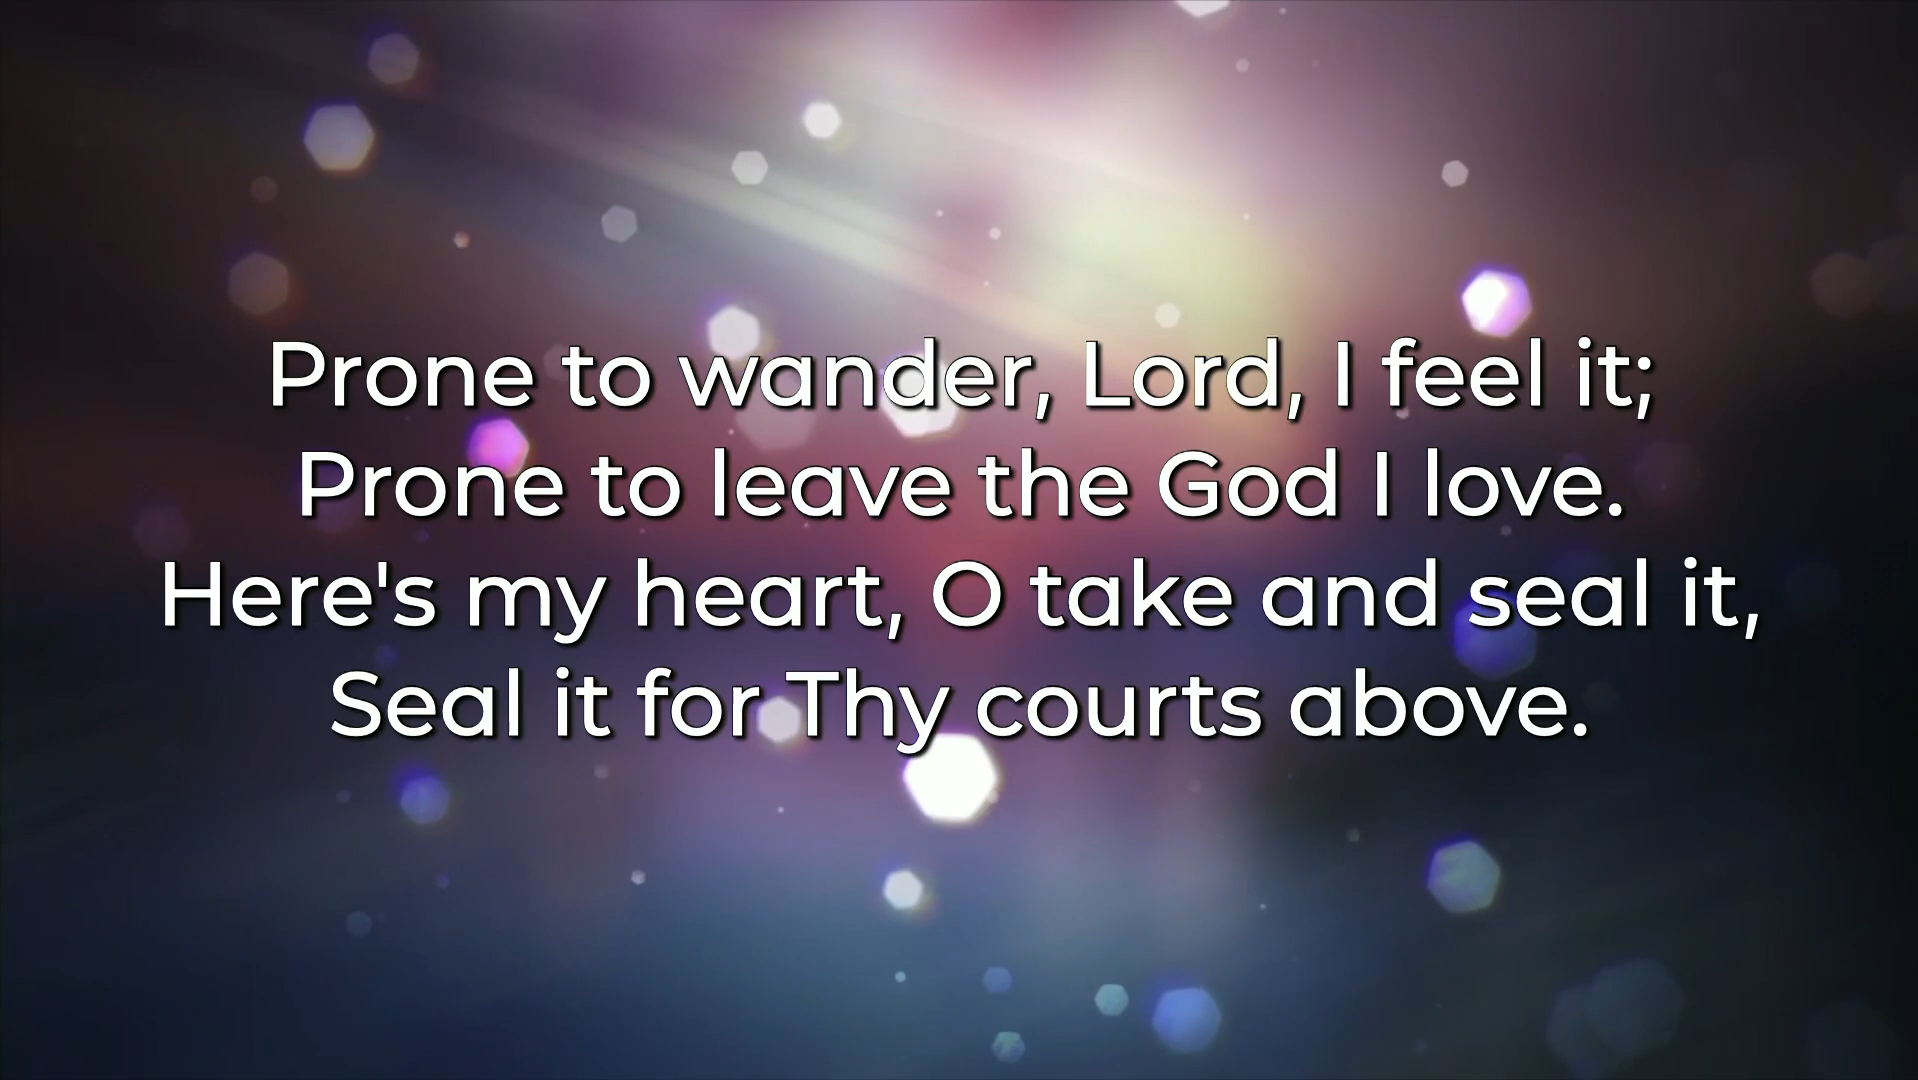 Prone to wander, Lord, I feel it;
Prone to leave the God I love.
Here's my heart, O take and seal it,
Seal it for Thy courts above.